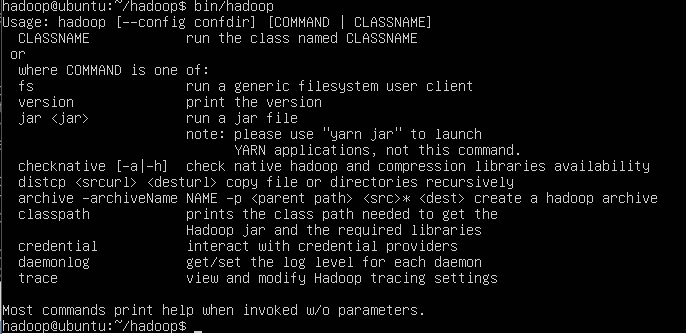 hadoop@ubuntu:~/hadoop$ bin/hadoop
Usage: hadoop [--config confdir] [COMMAND | CLASSNAME]
  CLASSNAME            run the class named CLASSNAME
 or
  where COMMAND is one of:
  fs                   run a generic filesystem user client
  version              print the version
  jar <jar>            run a jar file
                       note: please use "yarn jar" to launch
                             YARN applications, not this command.
  checknative [-a|-h]  check native hadoop and compression libraries availability
  distcp <srcurl> <desturl> copy file or directories recursively
  archive -archiveName NAME -p <parent path> <src>* <dest> create a hadoop archive
  classpath            prints the class path needed to get the
                       Hadoop jar and the required libraries
  credential           interact with credential providers
  daemonlog            get/set the log level for each daemon
  trace                view and modify Hadoop tracing settings

Most commands print help when invoked w/o parameters.
hadoop@ubuntu:~/hadoop$ _